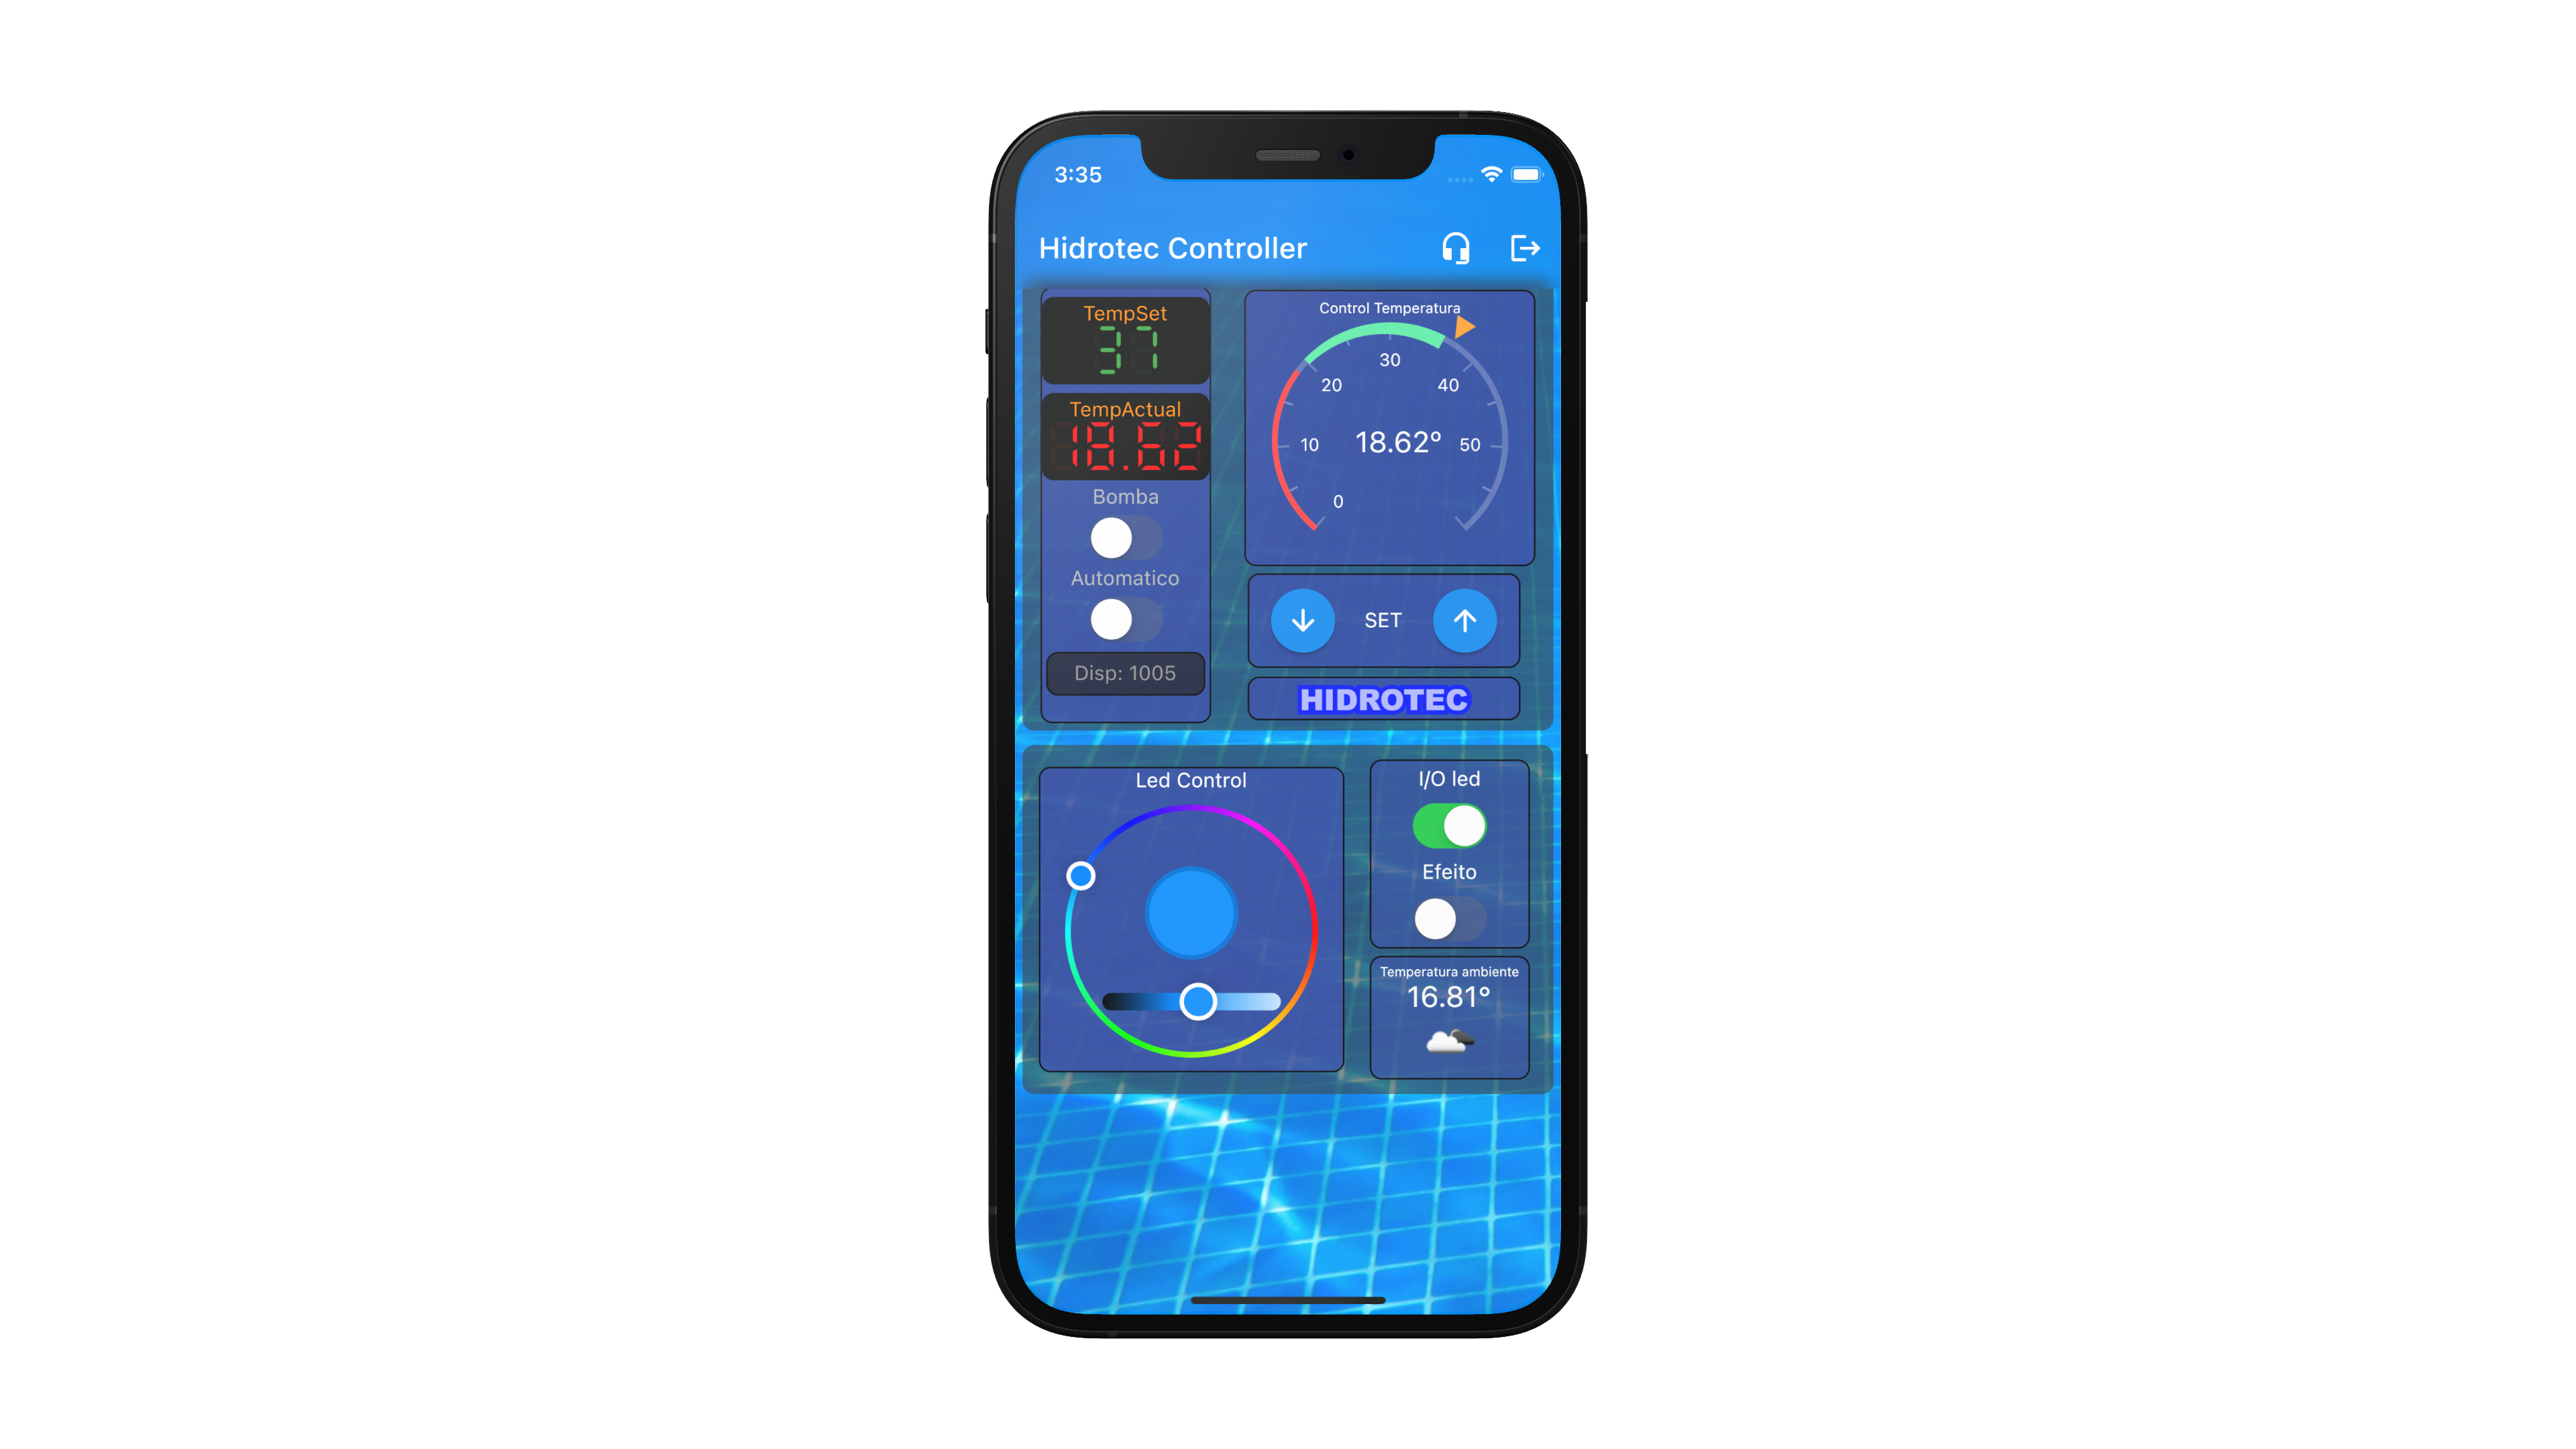 3:35
Hidrotec Controller
TempSet
37
TempActual
18.62
Bomba
Automatico
Disp: 1005
Control Temperatura
30
20
40
10
18.62°
50
0
SET
HIDROTEC
Led Control
I/O led
Efeito
Temperatura ambiente
16.81°